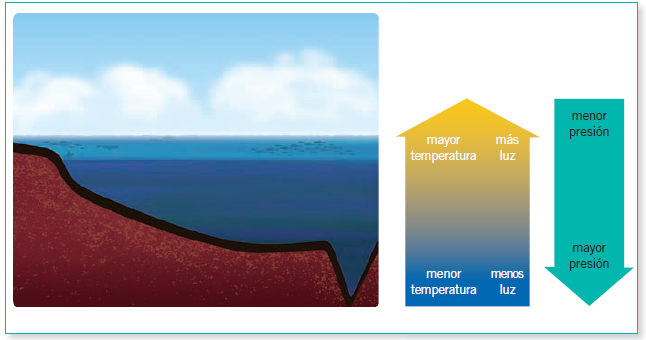 mayor
temperatura
más
luz
menor
temperatura
menos
luz
menor
presión
mayor
presión